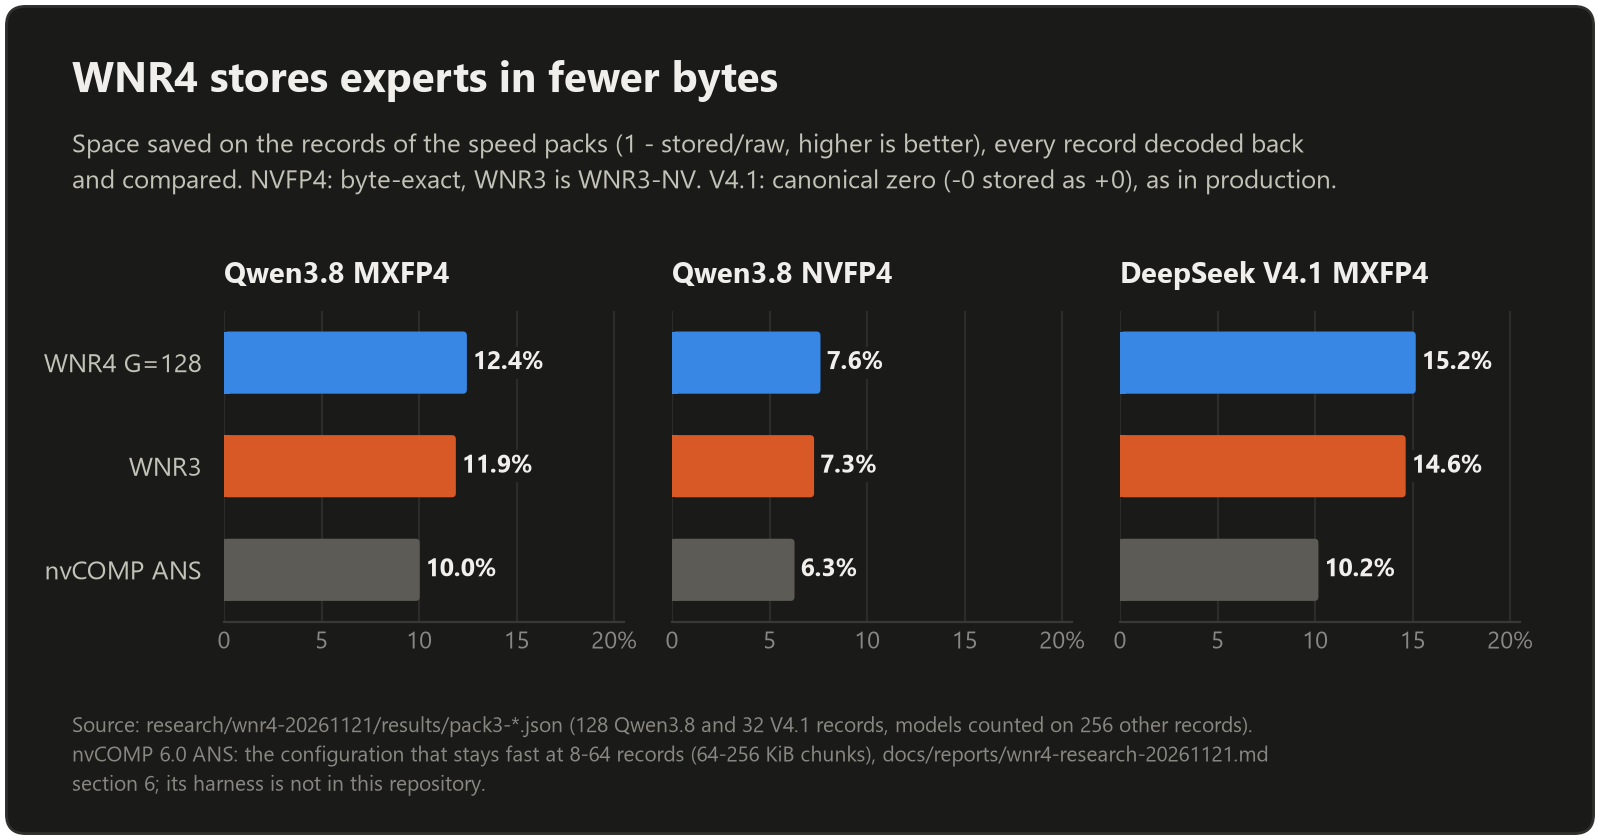 WNR4 stores experts in fewer bytes
Space saved on the records of the speed packs (1 - stored/raw, higher is better), every record decoded back
and compared. NVFP4: byte-exact, WNR3 is WNR3-NV. V4.1: canonical zero (-0 stored as +0), as in production.
Qwen3.8 MXFP4
Qwen3.8 NVFP4
DeepSeek V4.1 MXFP4
WNR4 G=128
12.4%
7.6%
15.2%
WNR3
11.9%
7.3%
14.6%
nvCOMP ANS
10.0%
6.3%
10.2%
0 5 10 15 20%
0 5 10 15 20%
0 5 10 15 20%
Source: research/wnr4-20261121/results/pack3-*.json (128 Qwen3.8 and 32 V4.1 records, models counted on 256 other records).
nvCOMP 6.0 ANS: the configuration that stays fast at 8-64 records (64-256 KiB chunks), docs/reports/wnr4-research-20261121.md
section 6; its harness is not in this repository.